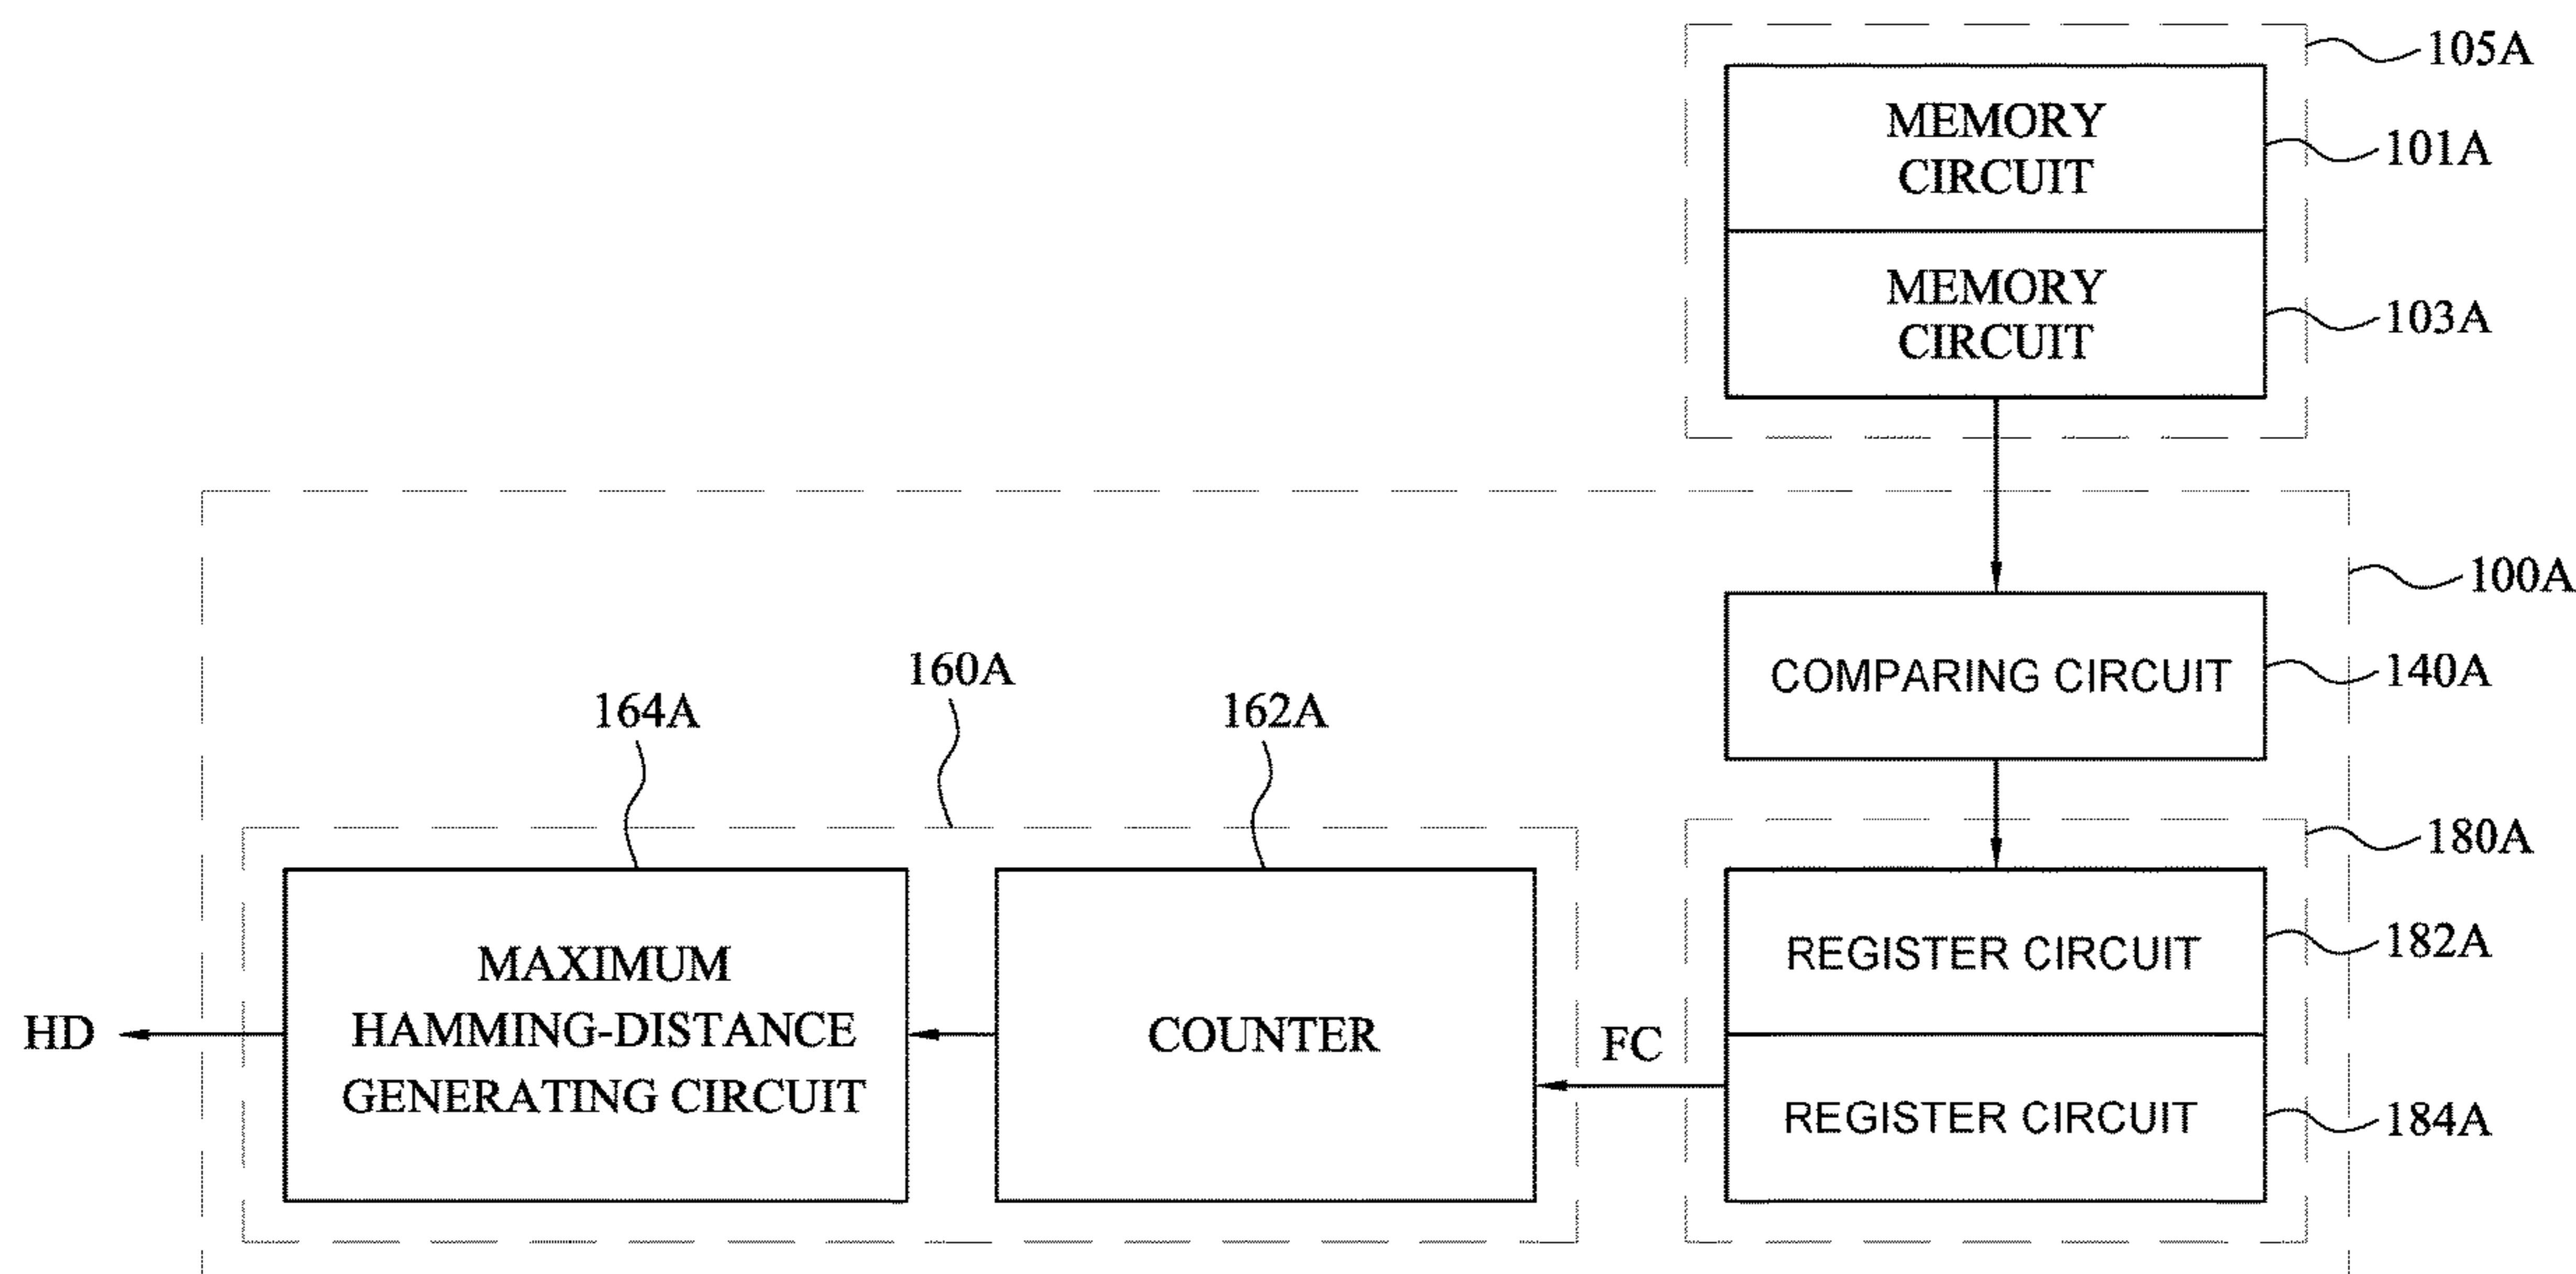 105A
MEMORY
CIRCUIT
101A
MEMORY
CIRCUIT
103A
100A
COMPARING CIRCUIT
140A
160A
164A
162A
180A
REGISTER CIRCUIT
182A
MAXIMUM
HAMMING-DISTANCE
GENERATING CIRCUIT
COUNTER
HD
FC
REGISTER CIRCUIT
184A